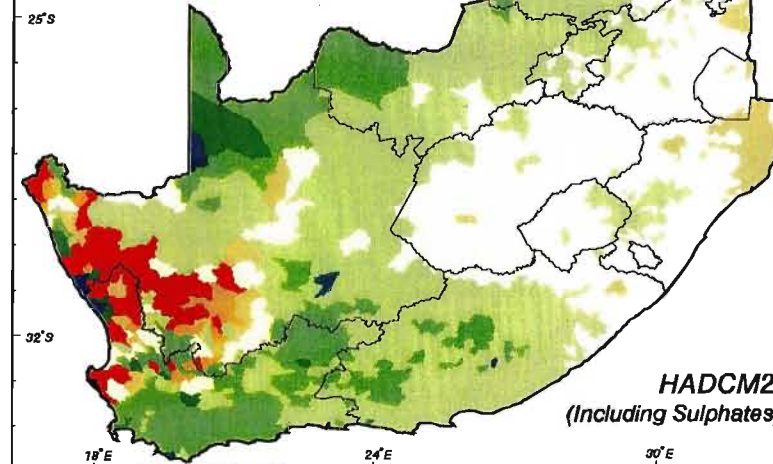 25°S
32°S
HADCM2
(Including Sulphates
18°E
24°E
30°E